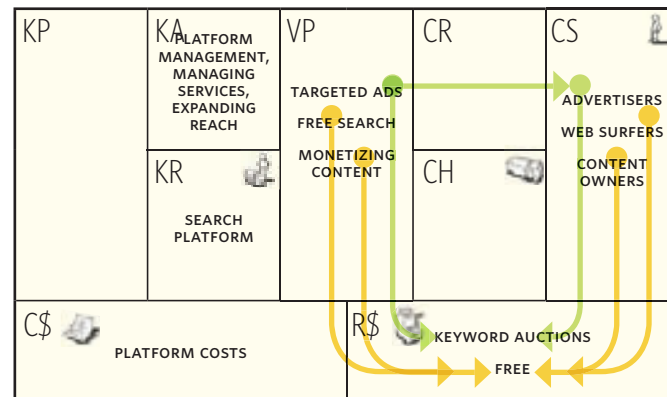 KP
KA
PLATFORM
MANAGEMENT,
MANAGING
SERVICES,
EXPANDING
REACH
VP
TARGETED ADS
FREE SEARCH
MONETIZING
CONTENT
CR
CS
ADVERTISERS
WEB SURFERS
CONTENT
OWNERS
KR
SEARCH
PLATFORM
CH
C$
PLATFORM COSTS
R$
KEYWORD AUCTIONS
FREE